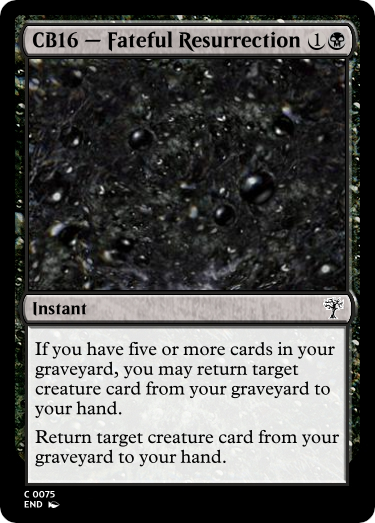 CB16 — Fateful Resurrection 1
Instant
If you have five or more cards in your
graveyard, you may return target
creature card from your graveyard to
your hand.
Return target creature card from your
graveyard to your hand.
C 0075
END